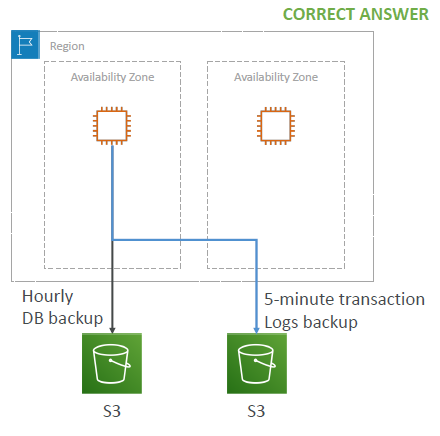 CORRECT ANSWER
Region
Availability Zone
Availability Zone
Hourly
DB backup
5-minute transaction
Logs backup
S3
S3